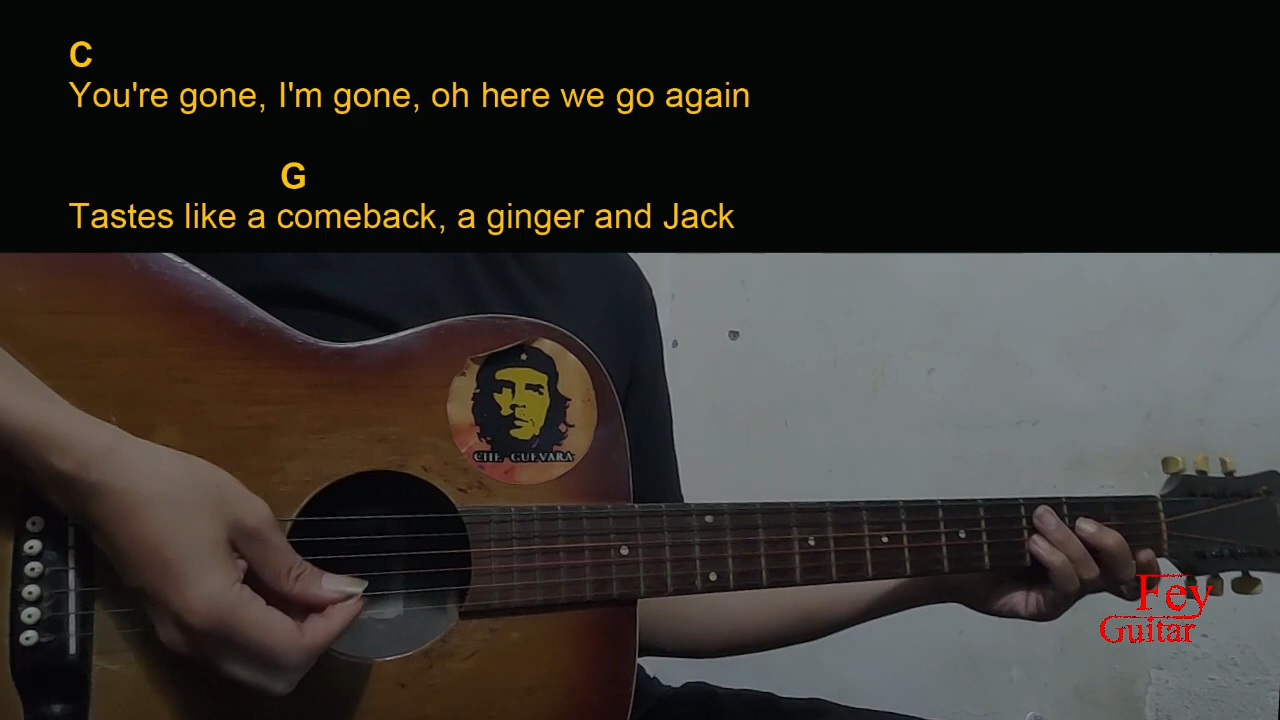 C
You're gone, I'm gone, oh here we go again
G
Tastes like a comeback, a ginger and Jack
CHE GUEVARA
Fey
Guitar